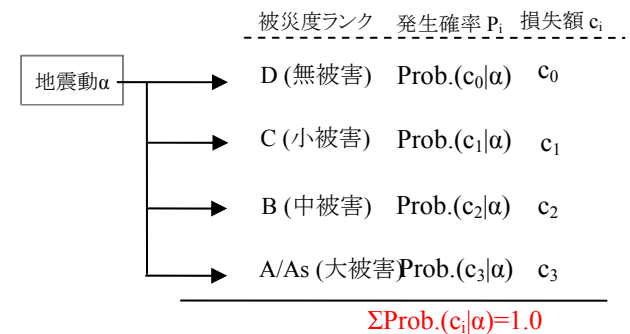 被災度ランク 発生確率 Pi 損失額 ci
地震動α
D (無被害) Prob.(c0|α) c0
C (小被害) Prob.(c1|α) c1
B (中被害) Prob.(c2|α) c2
A/As (大被害)Prob.(c3|α) c3
ΣProb.(ci|α)=1.0